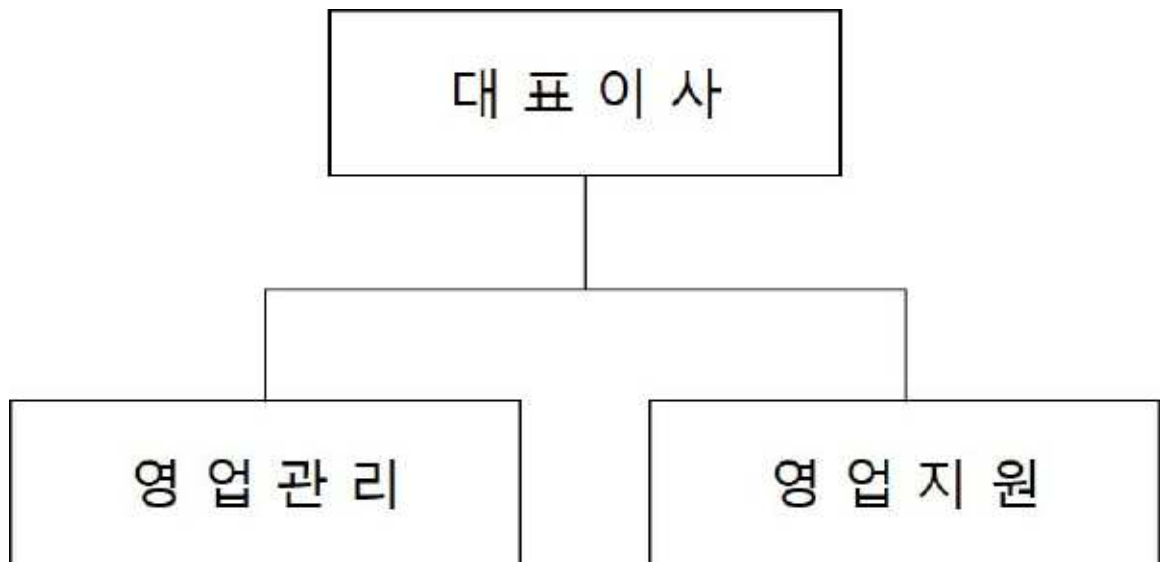 대 표 이 사
영 업 관 리
영 업 지 원